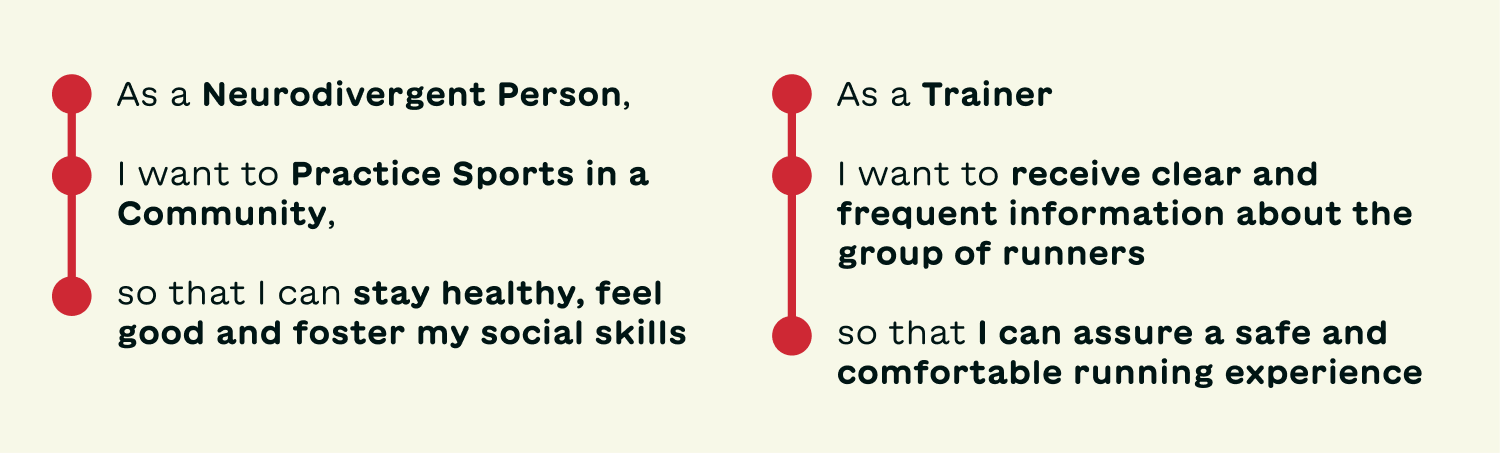 As a Neurodivergent Person,
I want to Practice Sports in a
Community,
so that I can stay healthy, feel
good and foster my social skills
As a Trainer
I want to receive clear and
frequent information about the
group of runners
so that I can assure a safe and
comfortable running experience